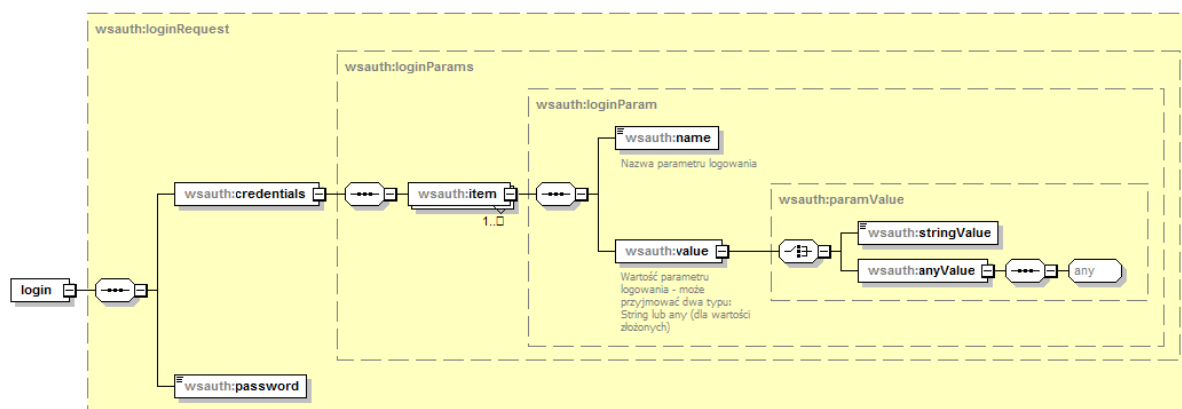 wsauth:loginRequest
wsauth:loginParams
wsauth:loginParam
wsauth:name
Nazwa parametru logowania
wsauth:credentials
wsauth:item
1..□
wsauth:paramValue
wsauth:stringValue
wsauth:value
wsauth:anyValue
any
Wartość parametru
logowania - może
przyjmować dwa typu:
String lub any (dla wartości
złożonych)
login
wsauth:password